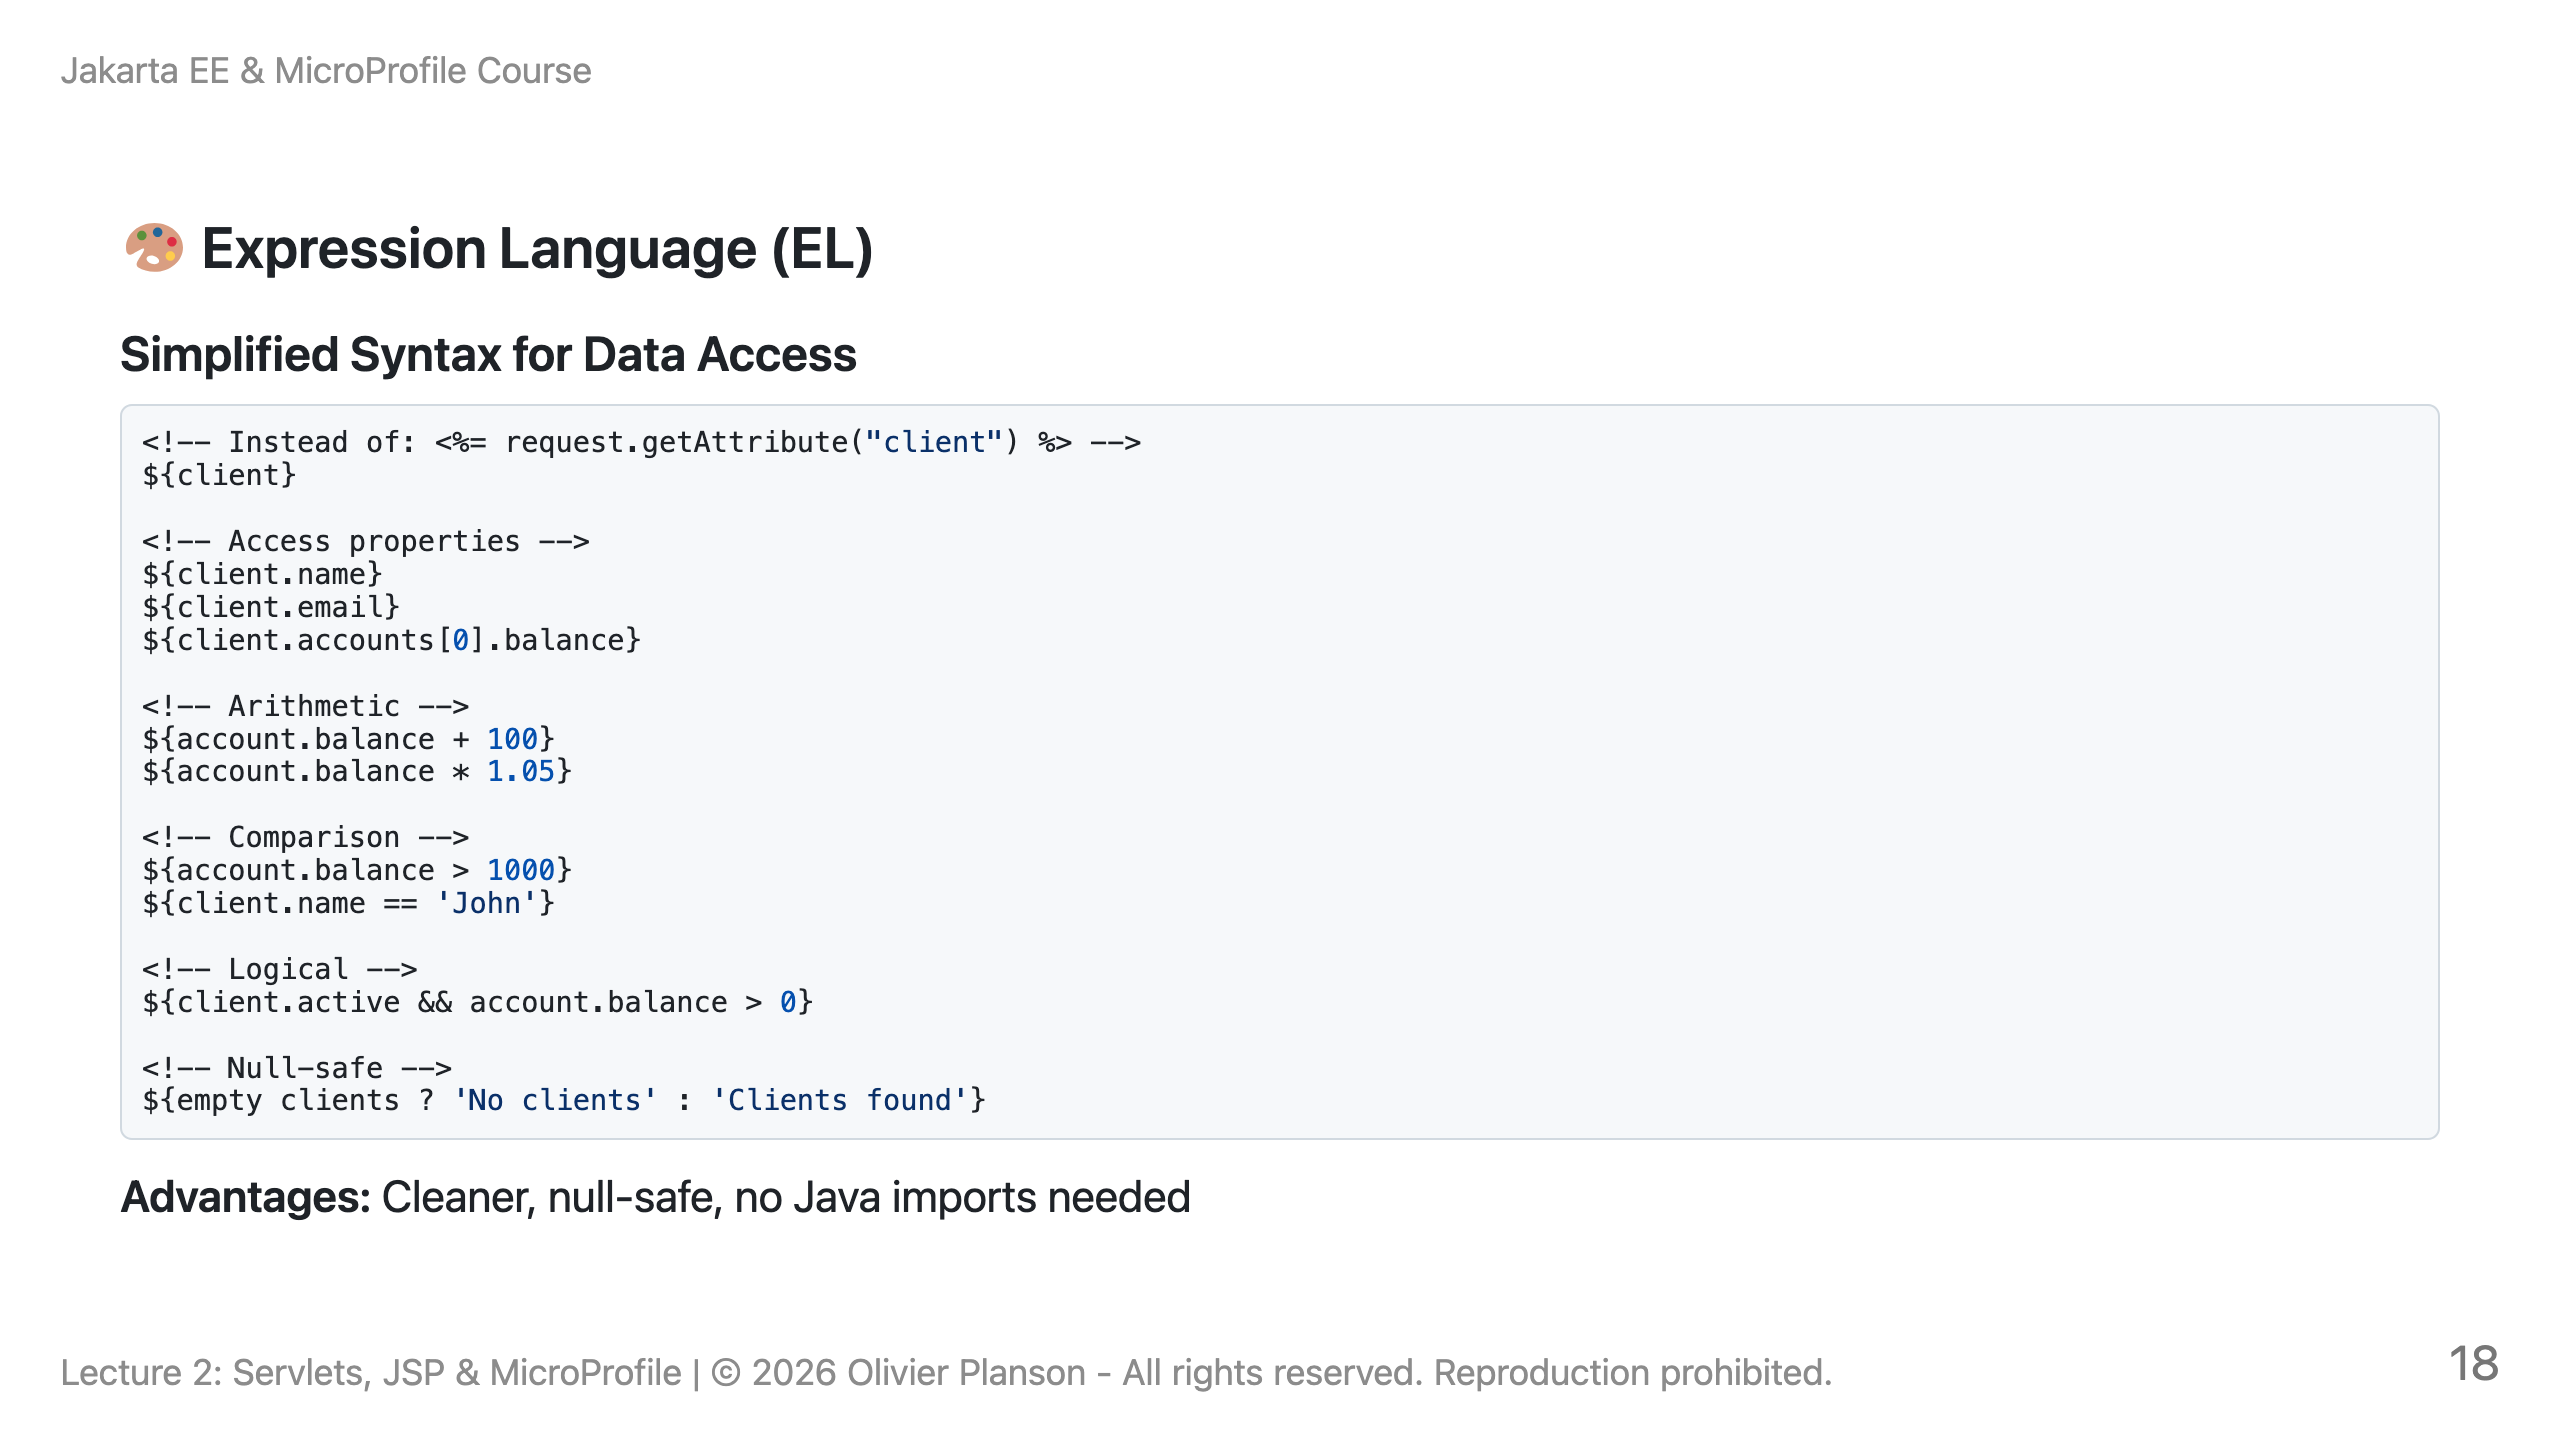 Jakarta EE & MicroProfile Course
🎨 Expression Language (EL)
Simplified Syntax for Data Access
<!-- Instead of: <%= request.getAttribute("client") %> -->
${client}
<!-- Access properties -->
${client.name}
${client.email}
${client.accounts[0].balance}
<!-- Arithmetic -->
${account.balance + 100}
${account.balance * 1.05}
<!-- Comparison -->
${account.balance > 1000}
${client.name == 'John'}
<!-- Logical -->
${client.active && account.balance > 0}
<!-- Null-safe -->
${empty clients ? 'No clients' : 'Clients found'}
Advantages: Cleaner, null-safe, no Java imports needed
Lecture 2: Servlets, JSP & MicroProfile | © 2026 Olivier Planson - All rights reserved. Reproduction prohibited.
18